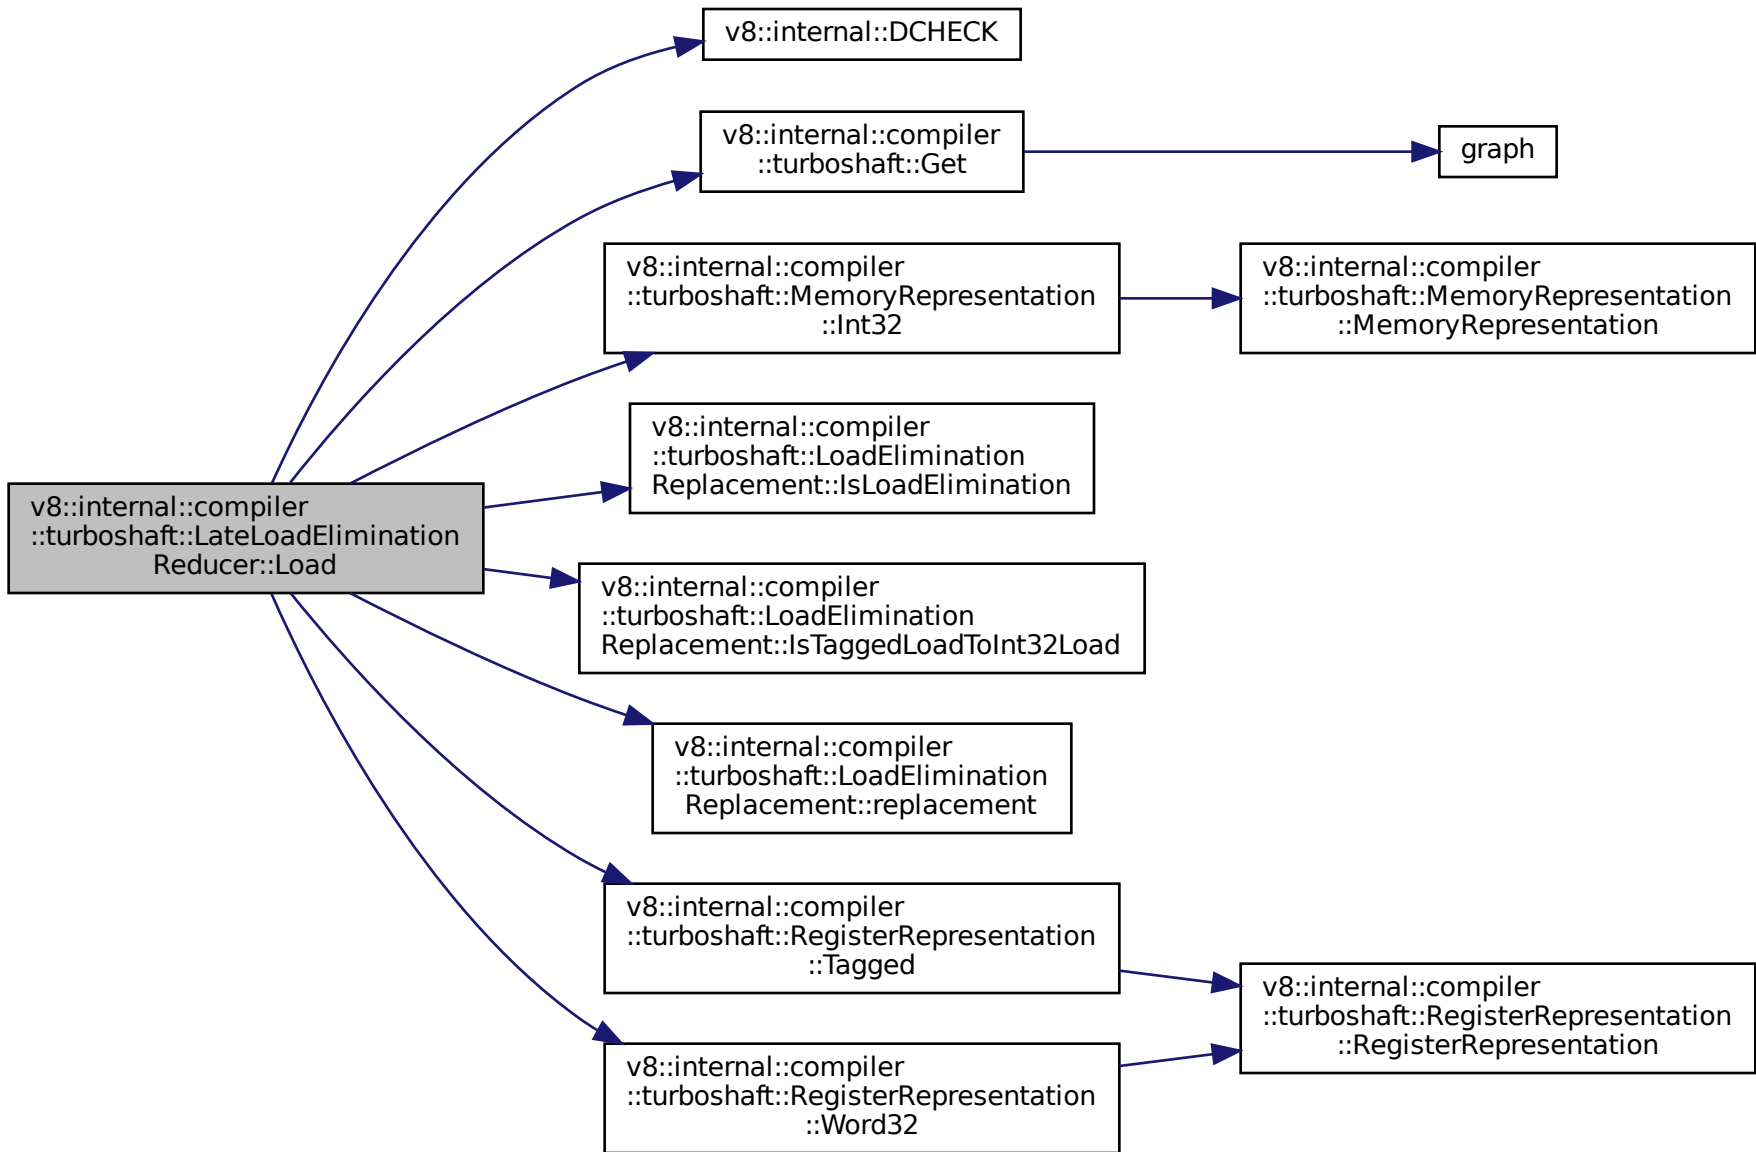 v8::internal::DCHECK
v8::internal::compiler
::turboshaft::Get
graph
v8::internal::compiler
::turboshaft::MemoryRepresentation
::Int32
v8::internal::compiler
::turboshaft::MemoryRepresentation
::MemoryRepresentation
v8::internal::compiler
::turboshaft::LoadElimination
Replacement::IsLoadElimination
v8::internal::compiler
::turboshaft::LateLoadElimination
Reducer::Load
v8::internal::compiler
::turboshaft::LoadElimination
Replacement::IsTaggedLoadToInt32Load
v8::internal::compiler
::turboshaft::LoadElimination
Replacement::replacement
v8::internal::compiler
::turboshaft::RegisterRepresentation
::Tagged
v8::internal::compiler
::turboshaft::RegisterRepresentation
::RegisterRepresentation
v8::internal::compiler
::turboshaft::RegisterRepresentation
::Word32